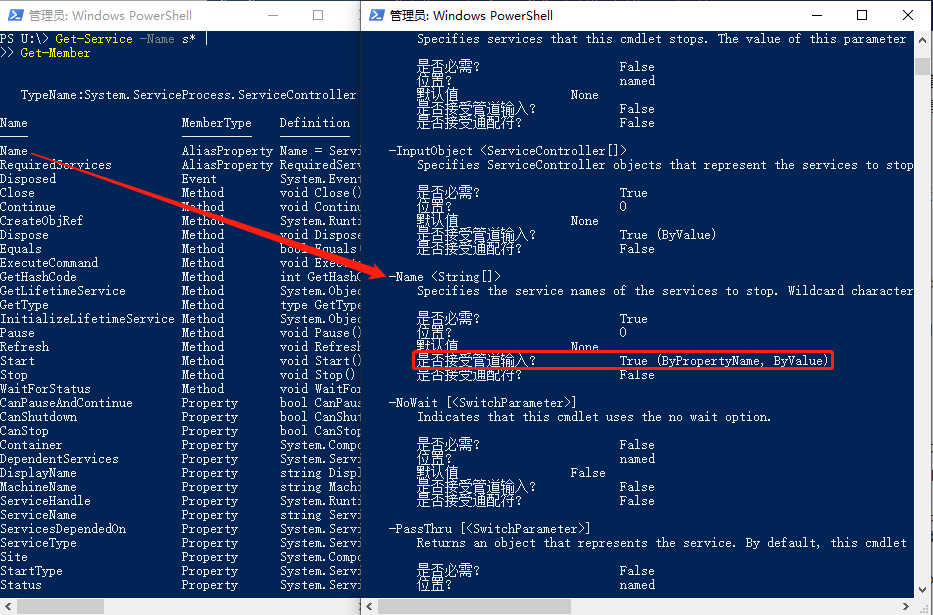 管理员: Windows PowerShell
PS U:\> Get-Service -Name s* |
>> Get-Member
TypeName:System.ServiceProcess.ServiceController
Name MemberType Definition
Name AliasProperty Name = Servi
RequiredServices AliasProperty RequiredServ
Disposed Event System.Event
Close Method void Close()
Continue Method void Continu
CreateObjRef Method System.Runti
Dispose Method void Dispose
Equals Method bool Equals(
ExecuteCommand Method void Execute
GetHashCode Method int GetHashC
GetLifetimeService Method System.Objec
GetType Method type GetType
InitializeLifetimeService Method System.Objec
Pause Method void Pause()
Refresh Method void Refresh
Start Method void Start()
Stop Method void Stop()
WaitForStatus Method void WaitFor
CanPauseAndContinue Property bool CanPaus
CanShutdown Property bool CanShut
CanStop Property bool CanStop
Container Property System.Compo
DependentServices Property System.Servi
DisplayName Property string Displ
MachineName Property string Machi
ServiceHandle Property System.Runti
ServiceName Property string Servi
ServicesDependedOn Property System.Servi
ServiceType Property System.Servi
Site Property System.Compo
StartType Property System.Servi
Status Property System.Servi
管理员: Windows PowerShell
Specifies services that this cmdlet stops. The value of this parameter
是否必需? False
位置? named
默认值 None
是否接受管道输入? False
是否接受通配符? False
-InputObject <ServiceController[]>
Specifies ServiceController objects that represent the services to stop
是否必需? True
位置? 0
默认值 None
是否接受管道输入? True (ByValue)
是否接受通配符? False
-Name <String[]>
Specifies the service names of the services to stop. Wildcard character
是否必需? True
位置? 0
默认值 None
是否接受管道输入? True (ByPropertyName, ByValue)
是否接受通配符? False
-NoWait [<SwitchParameter>]
Indicates that this cmdlet uses the no wait option.
是否必需? False
位置? named
默认值 False
是否接受管道输入? False
是否接受通配符? False
-PassThru [<SwitchParameter>]
Returns an object that represents the service. By default, this cmdlet
是否必需? False
位置? named